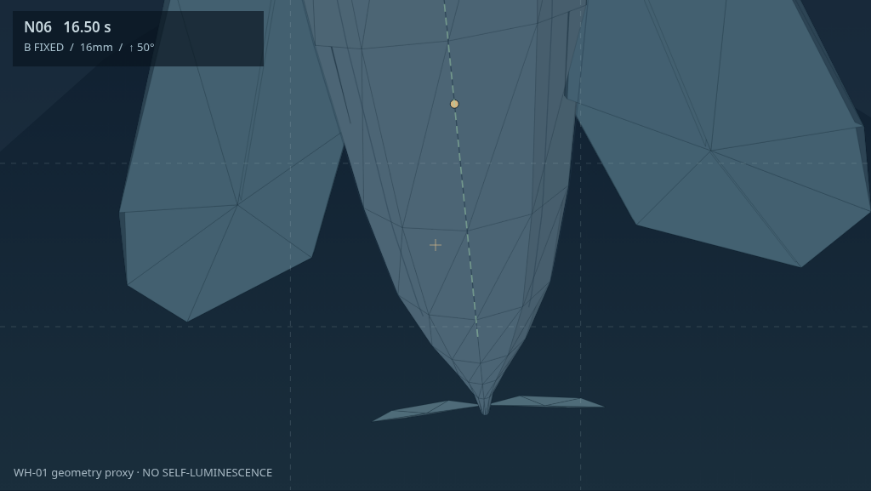 N06 16.50 s
B FIXED / 16mm / ↑ 50°
WH-01 geometry proxy · NO SELF-LUMINESCENCE